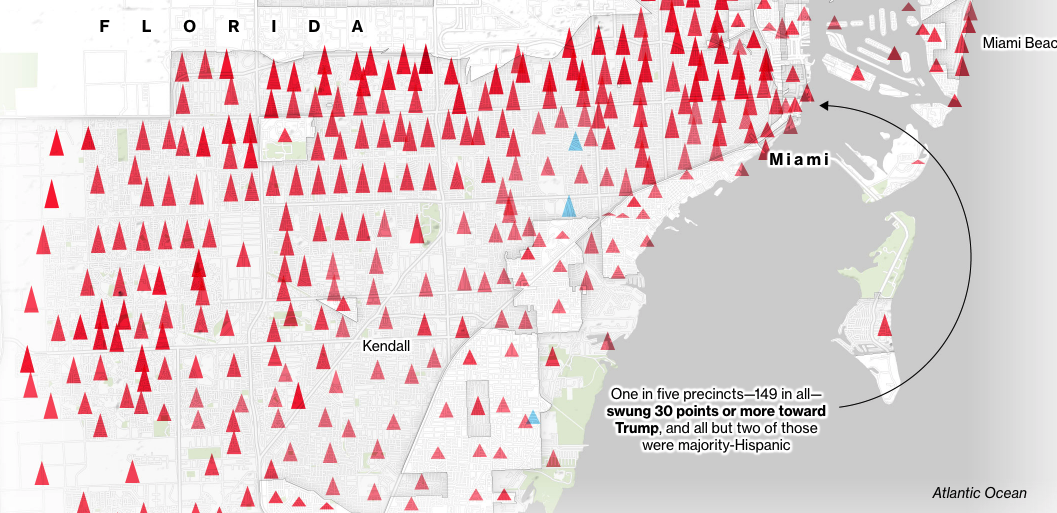 FLORIDA
Miami Beac
Miami
Kendall
One in five precincts—149 in all—
swung 30 points or more toward
Trump, and all but two of those
were majority-Hispanic
Atlantic Ocean